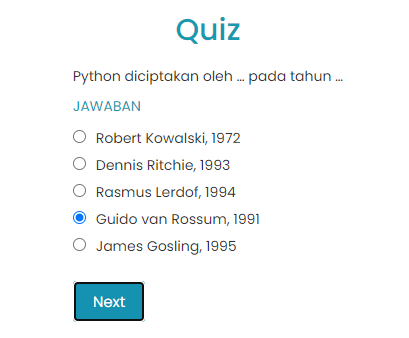 Quiz
Python diciptakan oleh ... pada tahun ...
JAWABAN
Robert Kowalski, 1972
Dennis Ritchie, 1993
Rasmus Lerdof, 1994
Guido van Rossum, 1991
James Gosling, 1995
Next